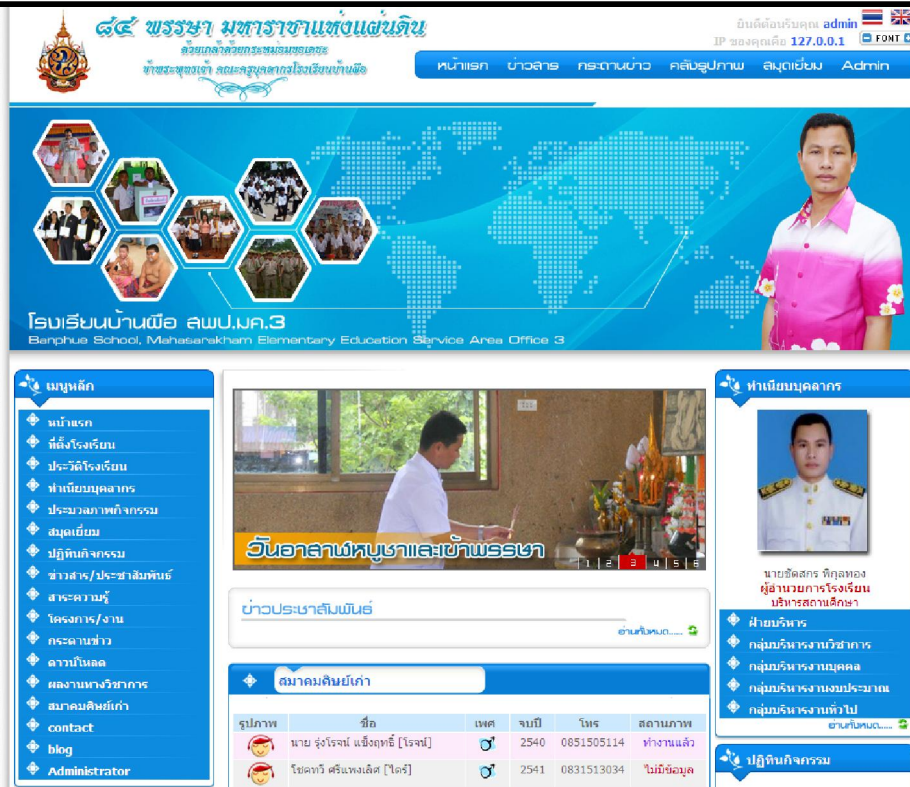 ๘๔ พรรษา มหาราชาแห่งแผ่นดิน
ด้วยเกล้าด้วยกระหม่อมขอเดชะ
ข้าพระพุทธเจ้า คณะครูบุคลากรโรงเรียนบ้านผือ
ยินดีต้อนรับคุณ admin
IP ของคุณคือ 127.0.0.1
FONT
หน้าแรก ข่าวสาร กระดานข่าว คลังรูปภาพ สมุดเยี่ยม Admin
โรงเรียนบ้านผือ สพป.มค.3
Banphue School, Mahasarakham Elementary Education Service Area Office 3
เมนูหลัก
หน้าแรก
ที่ตั้งโรงเรียน
ประวัติโรงเรียน
ทำเนียบบุคลากร
ประมวลภาพกิจกรรม
สมุดเยี่ยม
ปฏิทินกิจกรรม
ข่าวสาร/ประชาสัมพันธ์
สาระความรู้
โครงการ/งาน
กระดานข่าว
ดาวน์โหลด
ผลงานทางวิชาการ
สมาคมศิษย์เก่า
contact
blog
Administrator
วันอาสาฬหบูชาและเข้าพรรษา
1 2 3 4 5 6
ข่าวประชาสัมพันธ์
อ่านทั้งหมด.....
สมาคมศิษย์เก่า
รูปภาพ ชื่อ เพศ จบปี โทร สถานภาพ
นาย รุ่งโรจน์ แข็งฤทธิ์ [โรจน์] 2540 0851505114 ทำงานแล้ว
โชคทวี ศรีแพงเลิศ [ไตร์] 2541 0831513034 ไม่มีข้อมูล
ทำเนียบบุคลากร
นายชัดสกร พิกุลทอง
ผู้อำนวยการโรงเรียน
บริหารสถานศึกษา
ฝ่ายบริหาร
กลุ่มบริหารงานวิชาการ
กลุ่มบริหารงานบุคคล
กลุ่มบริหารงานงบประมาณ
กลุ่มบริหารงานทั่วไป
อ่านทั้งหมด.....
ปฏิทินกิจกรรม